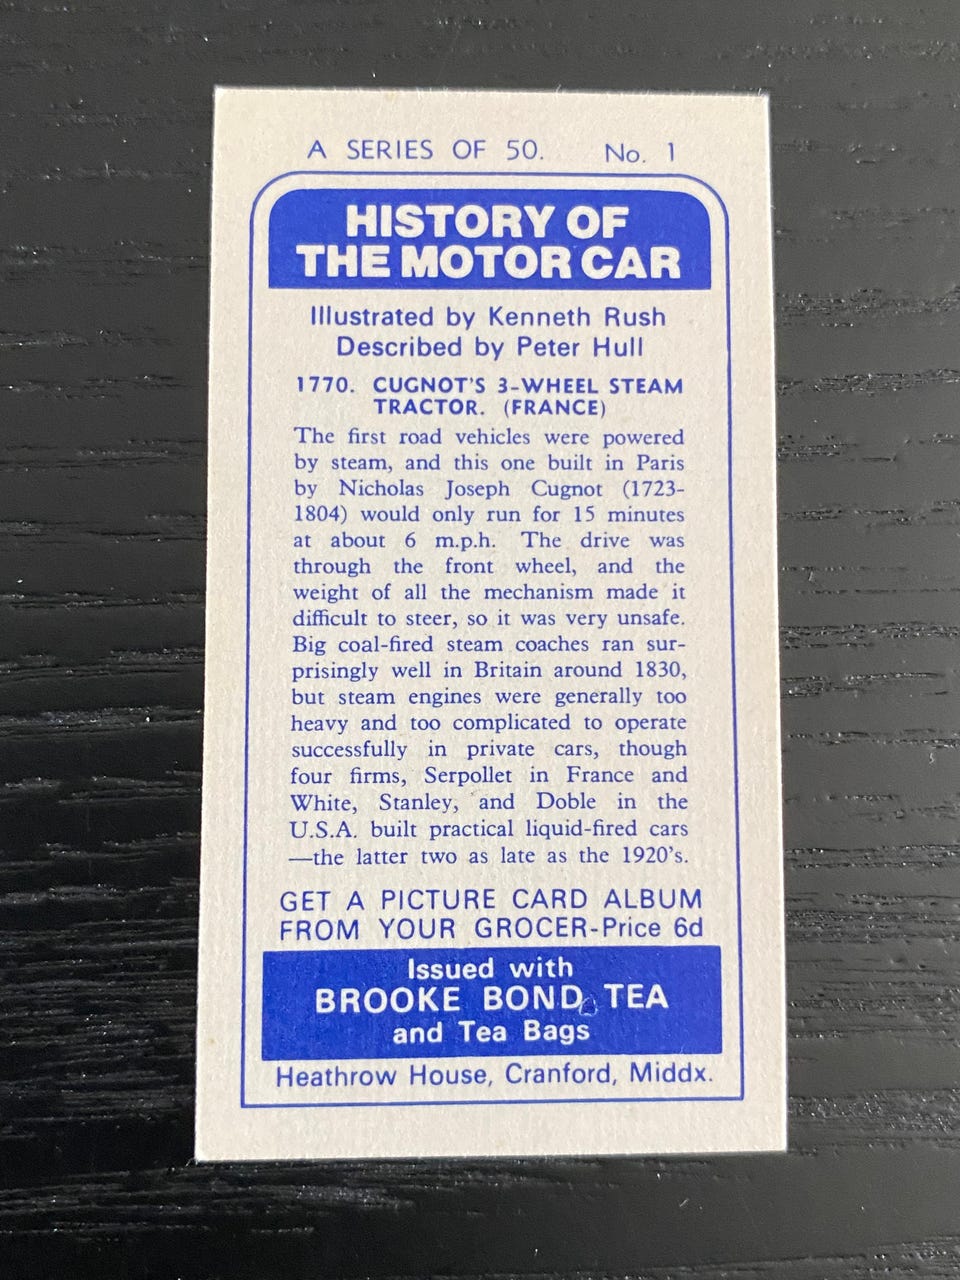 A SERIES OF 50. No. 1
HISTORY OF
THE MOTOR CAR
Illustrated by Kenneth Rush
Described by Peter Hull
1770. CUGNOT'S 3-WHEEL STEAM
TRACTOR. (FRANCE)
The first road vehicles were powered
by steam, and this one built in Paris
by Nicholas Joseph Cugnot (1723-
1804) would only run for 15 minutes
at about 6 m.p.h. The drive was
through the front wheel, and the
weight of all the mechanism made it
difficult to steer, so it was very unsafe.
Big coal-fired steam coaches ran sur-
prisingly well in Britain around 1830,
but steam engines were generally too
heavy and too complicated to operate
successfully in private cars, though
four firms, Serpollet in France and
White, Stanley, and Doble in the
U.S.A. built practical liquid-fired cars
—the latter two as late as the 1920's.
GET A PICTURE CARD ALBUM
FROM YOUR GROCER-Price 6d
Issued with
BROOKE BOND TEA
and Tea Bags
Heathrow House, Cranford, Middx.